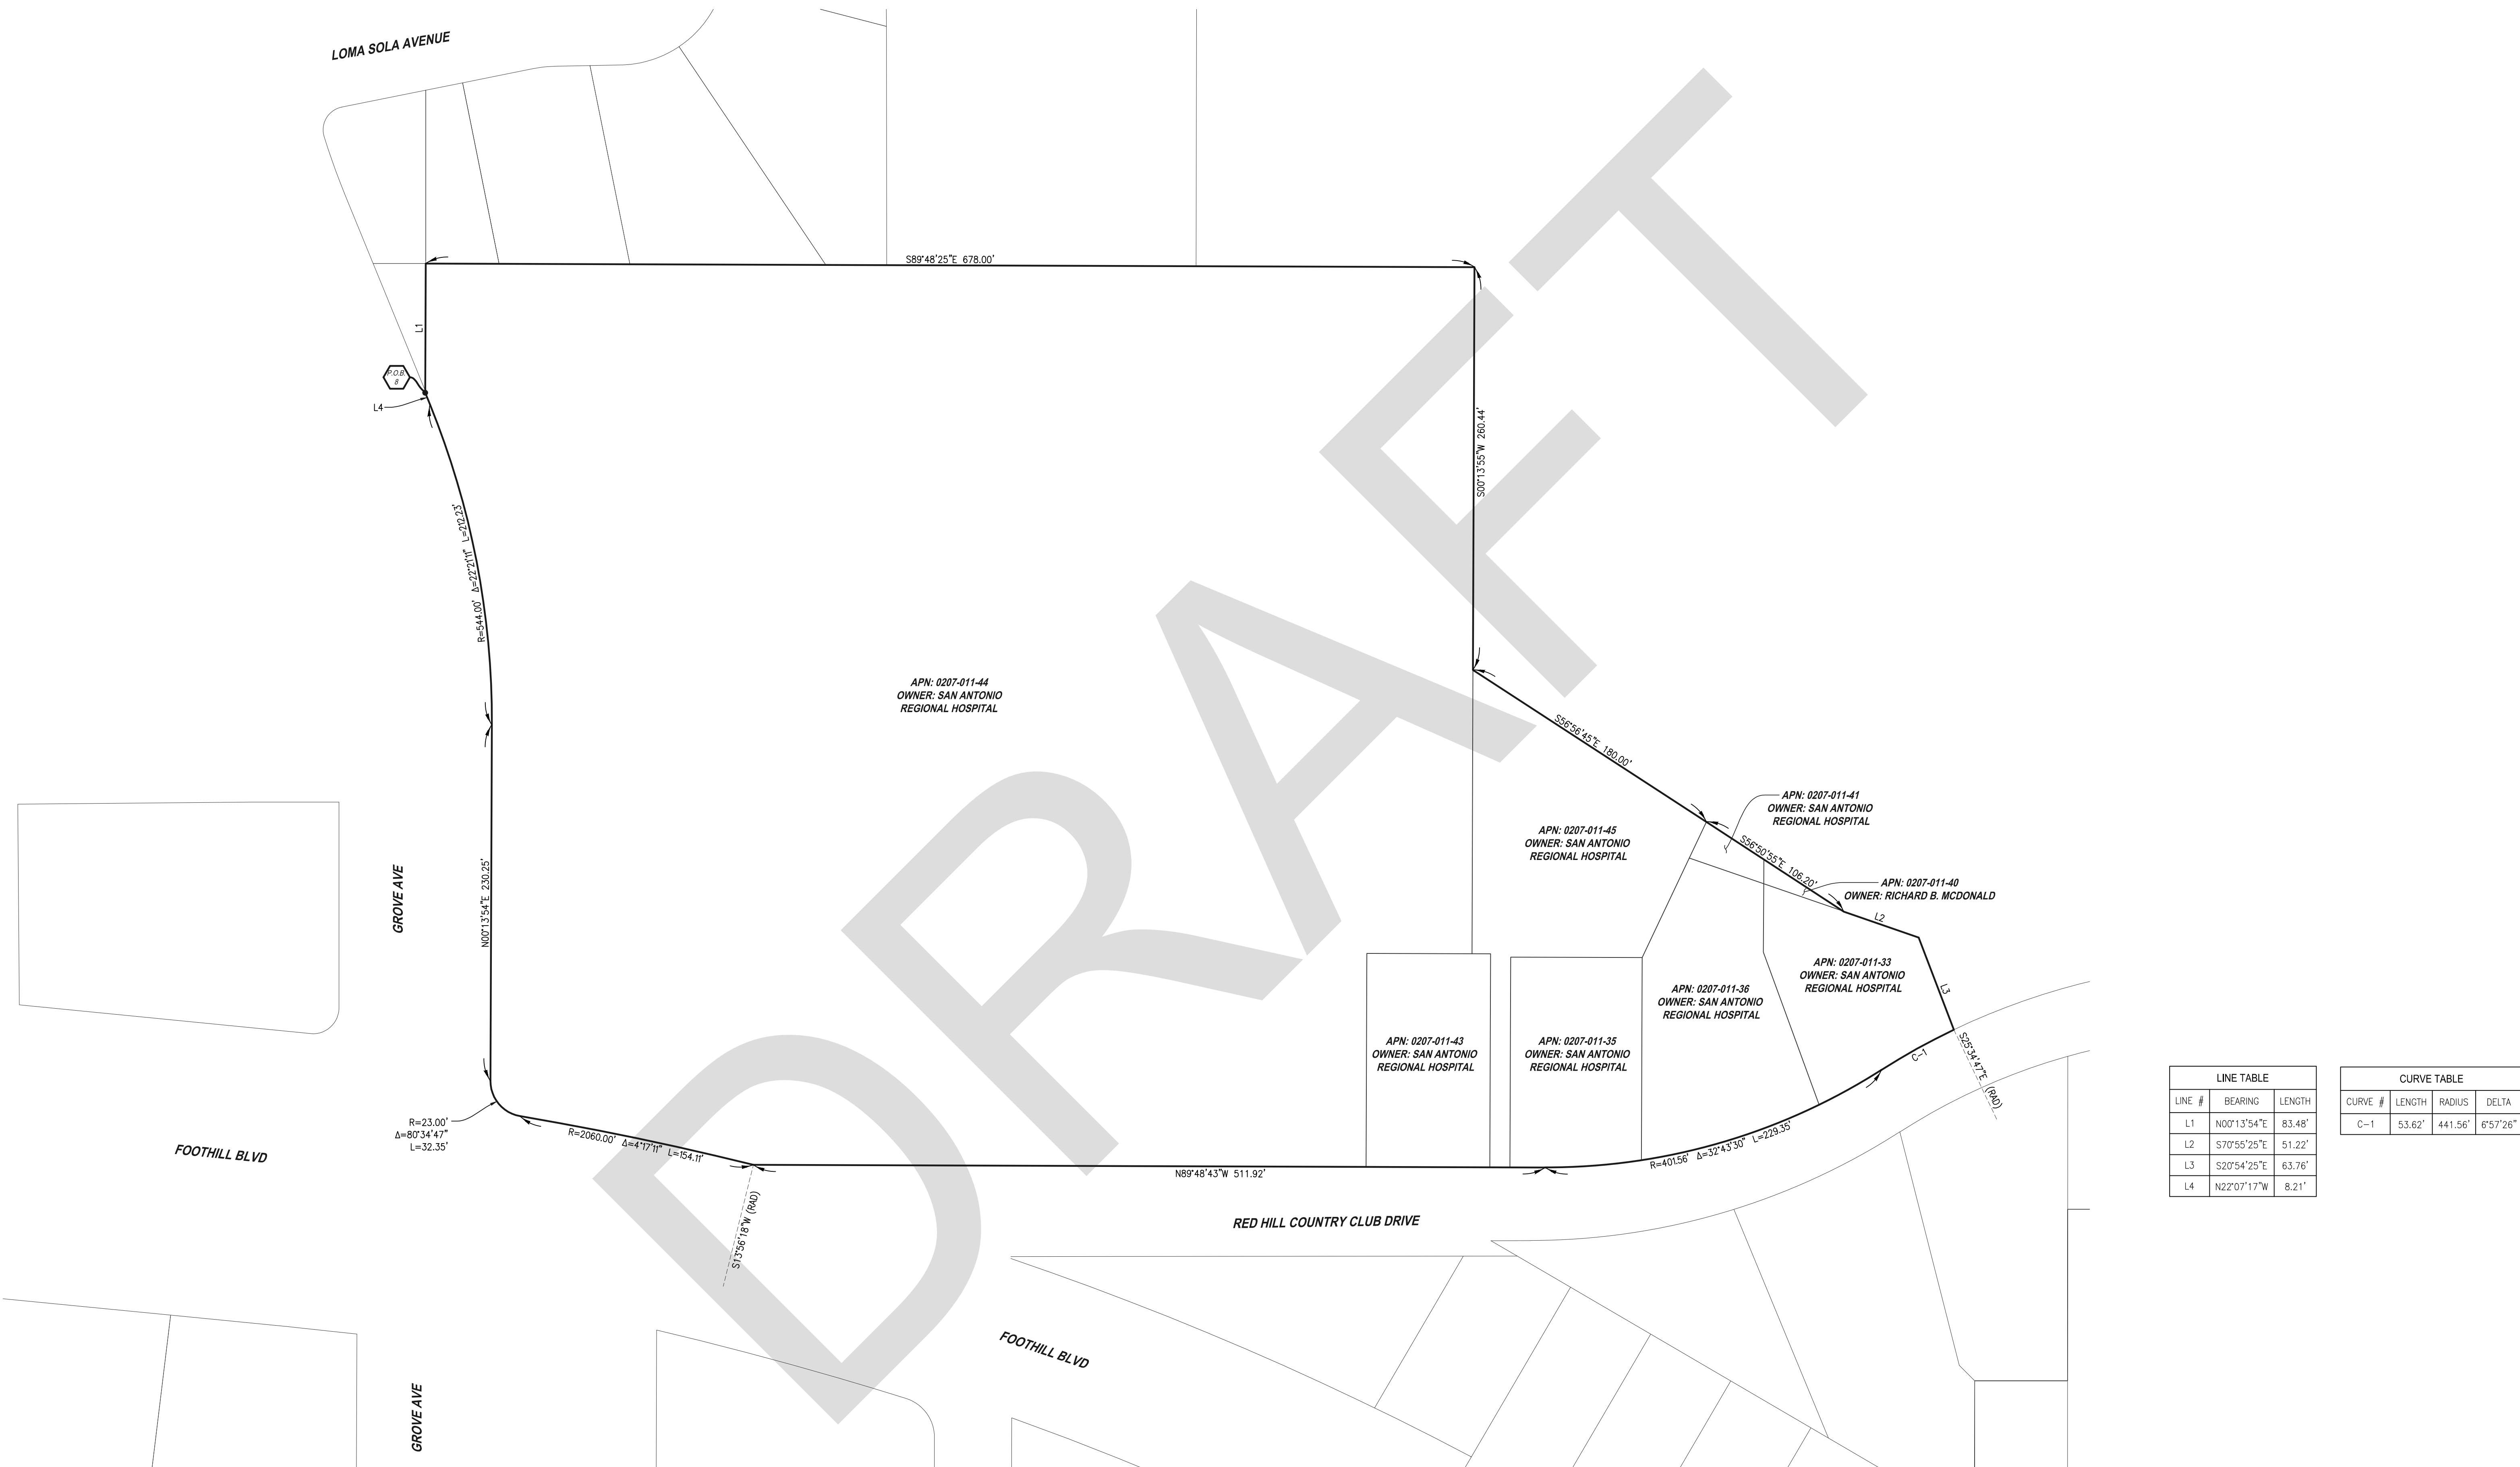 LOMA SOLA AVENUE
S89°48'25"E 678.00'
L1
P.O.B.
8
L4
S00°13'55"W 260.44'
R=544.00' Δ=22°21'11" L=212.23'
APN: 0207-011-44
OWNER: SAN ANTONIO
REGIONAL HOSPITAL
S56°56'45"E 180.00'
APN: 0207-011-41
OWNER: SAN ANTONIO
REGIONAL HOSPITAL
APN: 0207-011-45
OWNER: SAN ANTONIO
REGIONAL HOSPITAL
S56°50'55"E 106.20'
APN: 0207-011-40
OWNER: RICHARD B. MCDONALD
L2
GROVE AVE
N00°13'54"E 230.25'
APN: 0207-011-33
OWNER: SAN ANTONIO
REGIONAL HOSPITAL
L3
APN: 0207-011-36
OWNER: SAN ANTONIO
REGIONAL HOSPITAL
APN: 0207-011-43
OWNER: SAN ANTONIO
REGIONAL HOSPITAL
APN: 0207-011-35
OWNER: SAN ANTONIO
REGIONAL HOSPITAL
C-1
S25°34'47"E (RAD)
R=23.00'
Δ=80°34'47"
L=32.35'
R=2060.00' Δ=4°17'11" L=154.11'
R=401.56' Δ=32°43'30" L=229.35'
N89°48'43"W 511.92'
FOOTHILL BLVD
S13°56'18"W (RAD)
RED HILL COUNTRY CLUB DRIVE
FOOTHILL BLVD
GROVE AVE
DRAFT
LINE TABLE
LINE # BEARING LENGTH
L1 N00°13'54"E 83.48'
L2 S70°55'25"E 51.22'
L3 S20°54'25"E 63.76'
L4 N22°07'17"W 8.21'
CURVE TABLE
CURVE # LENGTH RADIUS DELTA
C-1 53.62' 441.56' 6°57'26"